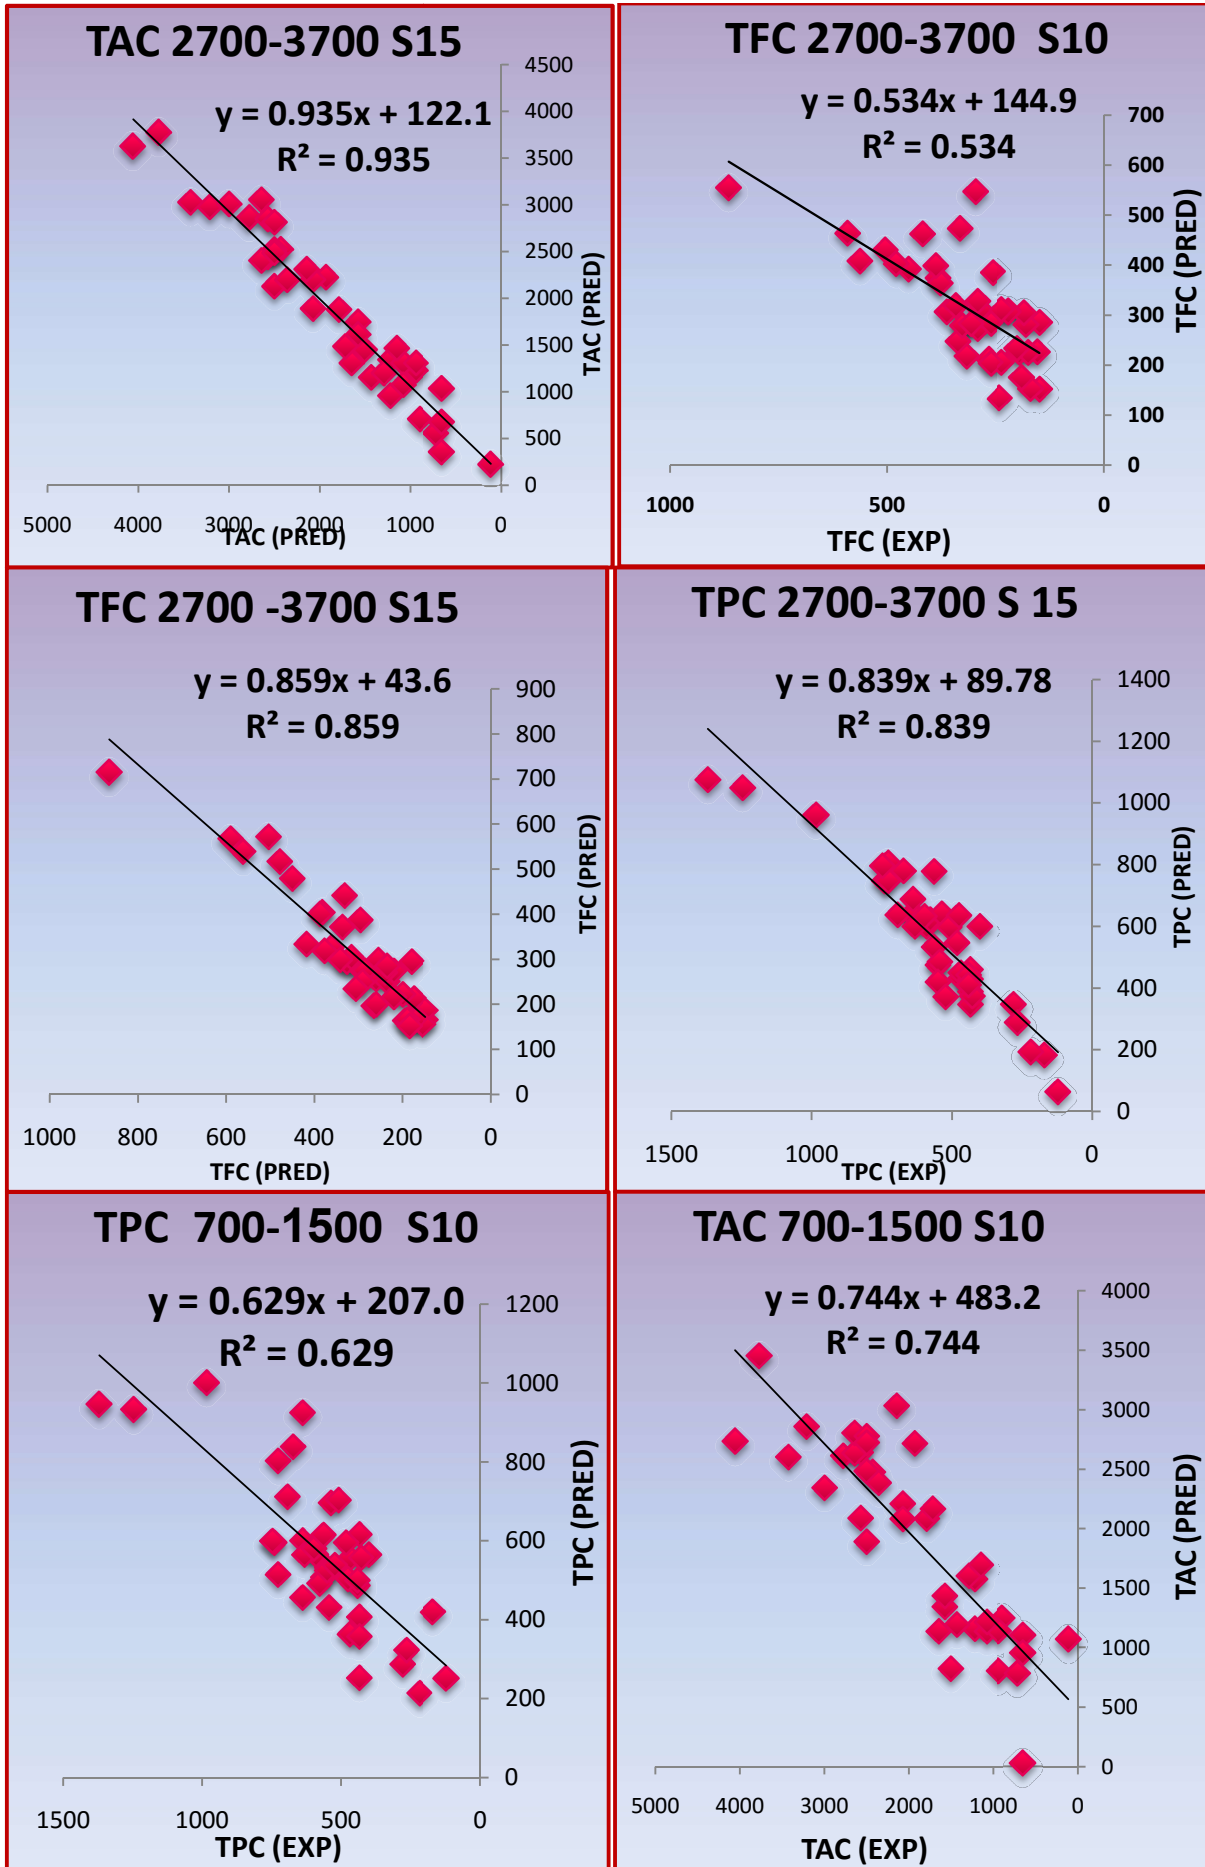 TAC 2700-3700 S15
y = 0.935x + 122.1
R² = 0.935
4500
4000
3500
3000
2500
2000
1500
1000
500
0
TAC (PRED)
5000 4000 3000 2000 1000 0
TAC (PRED)
TFC 2700-3700 S10
y = 0.534x + 144.9
R² = 0.534
700
600
500
400
300
200
100
0
TFC (PRED)
1000 500 0
TFC (EXP)
TFC 2700 -3700 S15
y = 0.859x + 43.6
R² = 0.859
900
800
700
600
500
400
300
200
100
0
TFC (PRED)
1000 800 600 400 200 0
TFC (PRED)
TPC 2700-3700 S 15
y = 0.839x + 89.78
R² = 0.839
1400
1200
1000
800
600
400
200
0
TPC (PRED)
1500 1000 500 0
TPC (EXP)
TPC 700-1500 S10
y = 0.629x + 207.0
R² = 0.629
1200
1000
800
600
400
200
0
TPC (PRED)
1500 1000 500 0
TPC (EXP)
TAC 700-1500 S10
y = 0.744x + 483.2
R² = 0.744
4000
3500
3000
2500
2000
1500
1000
500
0
TAC (PRED)
5000 4000 3000 2000 1000 0
TAC (EXP)